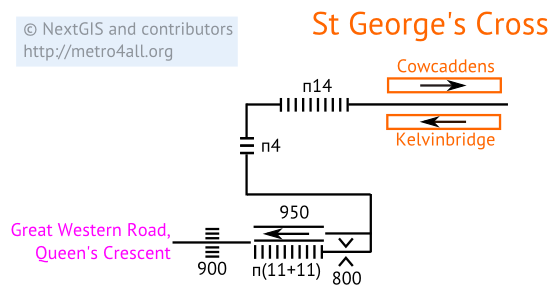 © NextGIS and contributors
http://metro4all.org
St George's Cross
Cowcaddens
п14
Kelvinbridge
п4
950
Great Western Road,
Queen's Crescent
900
п(11+11)
800